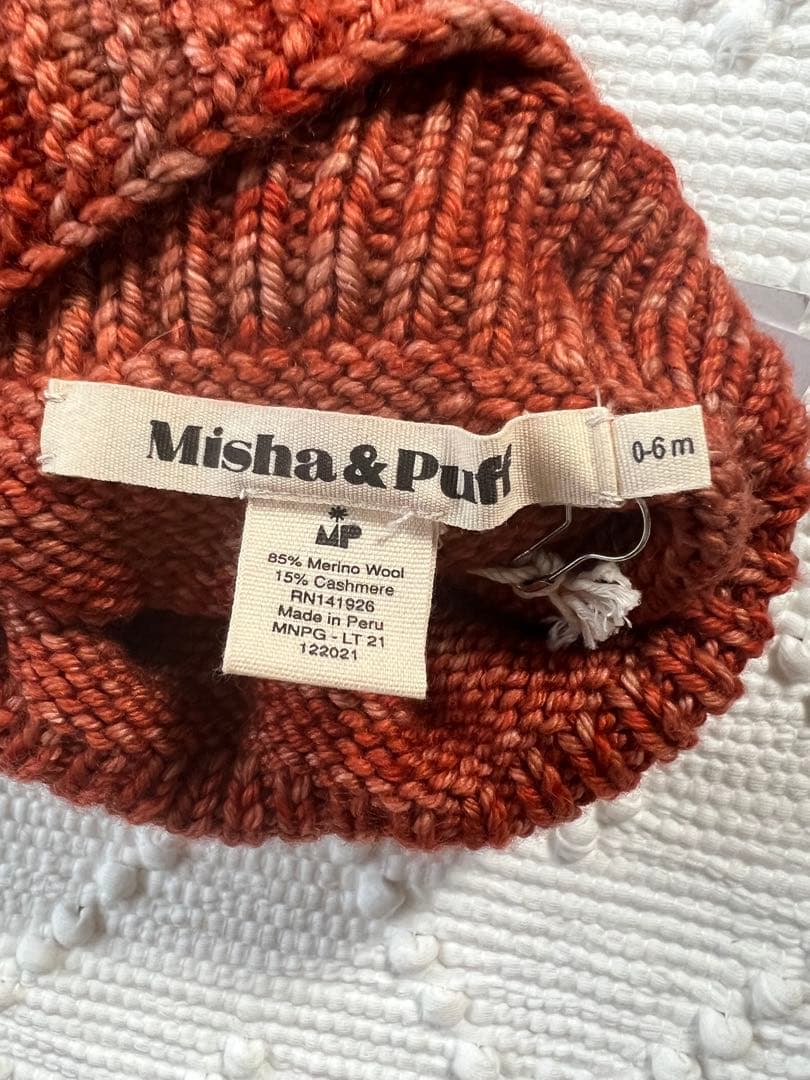 Misha & Puff
0-6 m
MP
85% Merino Wool
15% Cashmere
RN141926
Made in Peru
MNPG - LT 21
122021